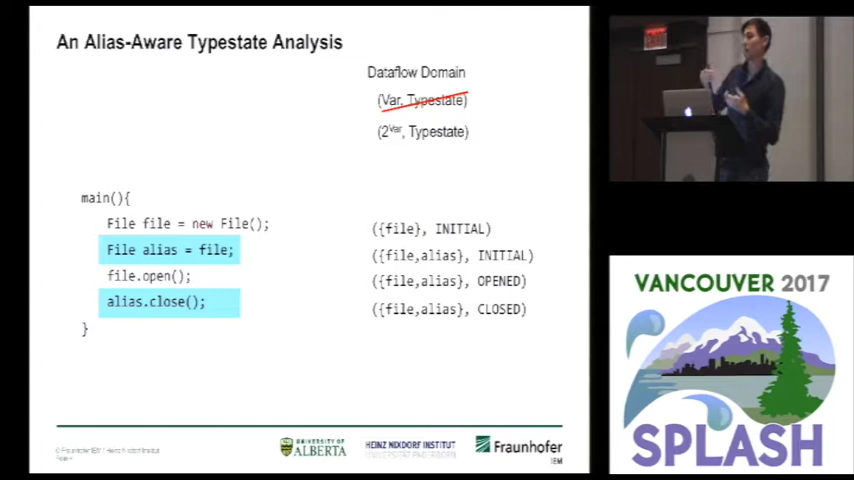 An Alias-Aware Typestate Analysis
Dataflow Domain
(Var, Typestate)
(2^Var, Typestate)
main(){
File file = new File();
({file}, INITIAL)
File alias = file;
({file,alias}, INITIAL)
file.open();
({file,alias}, OPENED)
alias.close();
({file,alias}, CLOSED)
}
UNIVERSITY OF
ALBERTA
HEINZ NIXDORF INSTITUT
UNIVERSITÄT PADERBORN
Fraunhofer
IEM
EXIT
VANCOUVER 2017
SPLASH